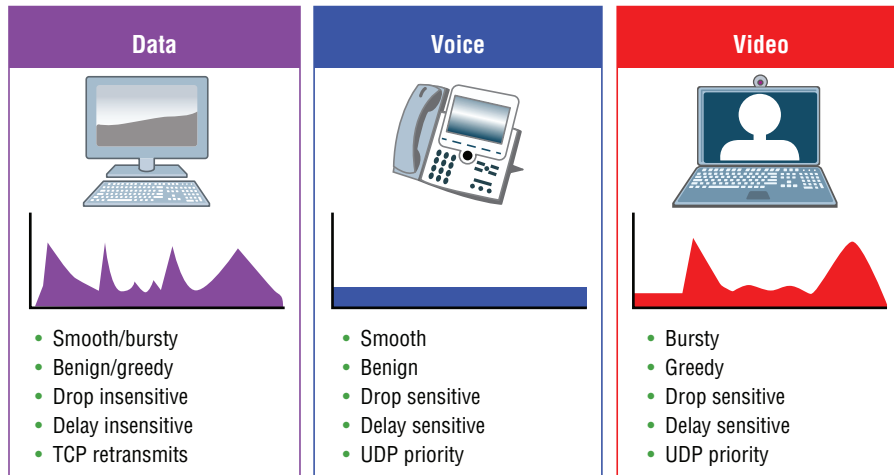 Data
Smooth/bursty
Benign/greedy
Drop insensitive
Delay insensitive
TCP retransmits
Voice
Smooth
Benign
Drop sensitive
Delay sensitive
UDP priority
Video
Bursty
Greedy
Drop sensitive
Delay sensitive
UDP priority